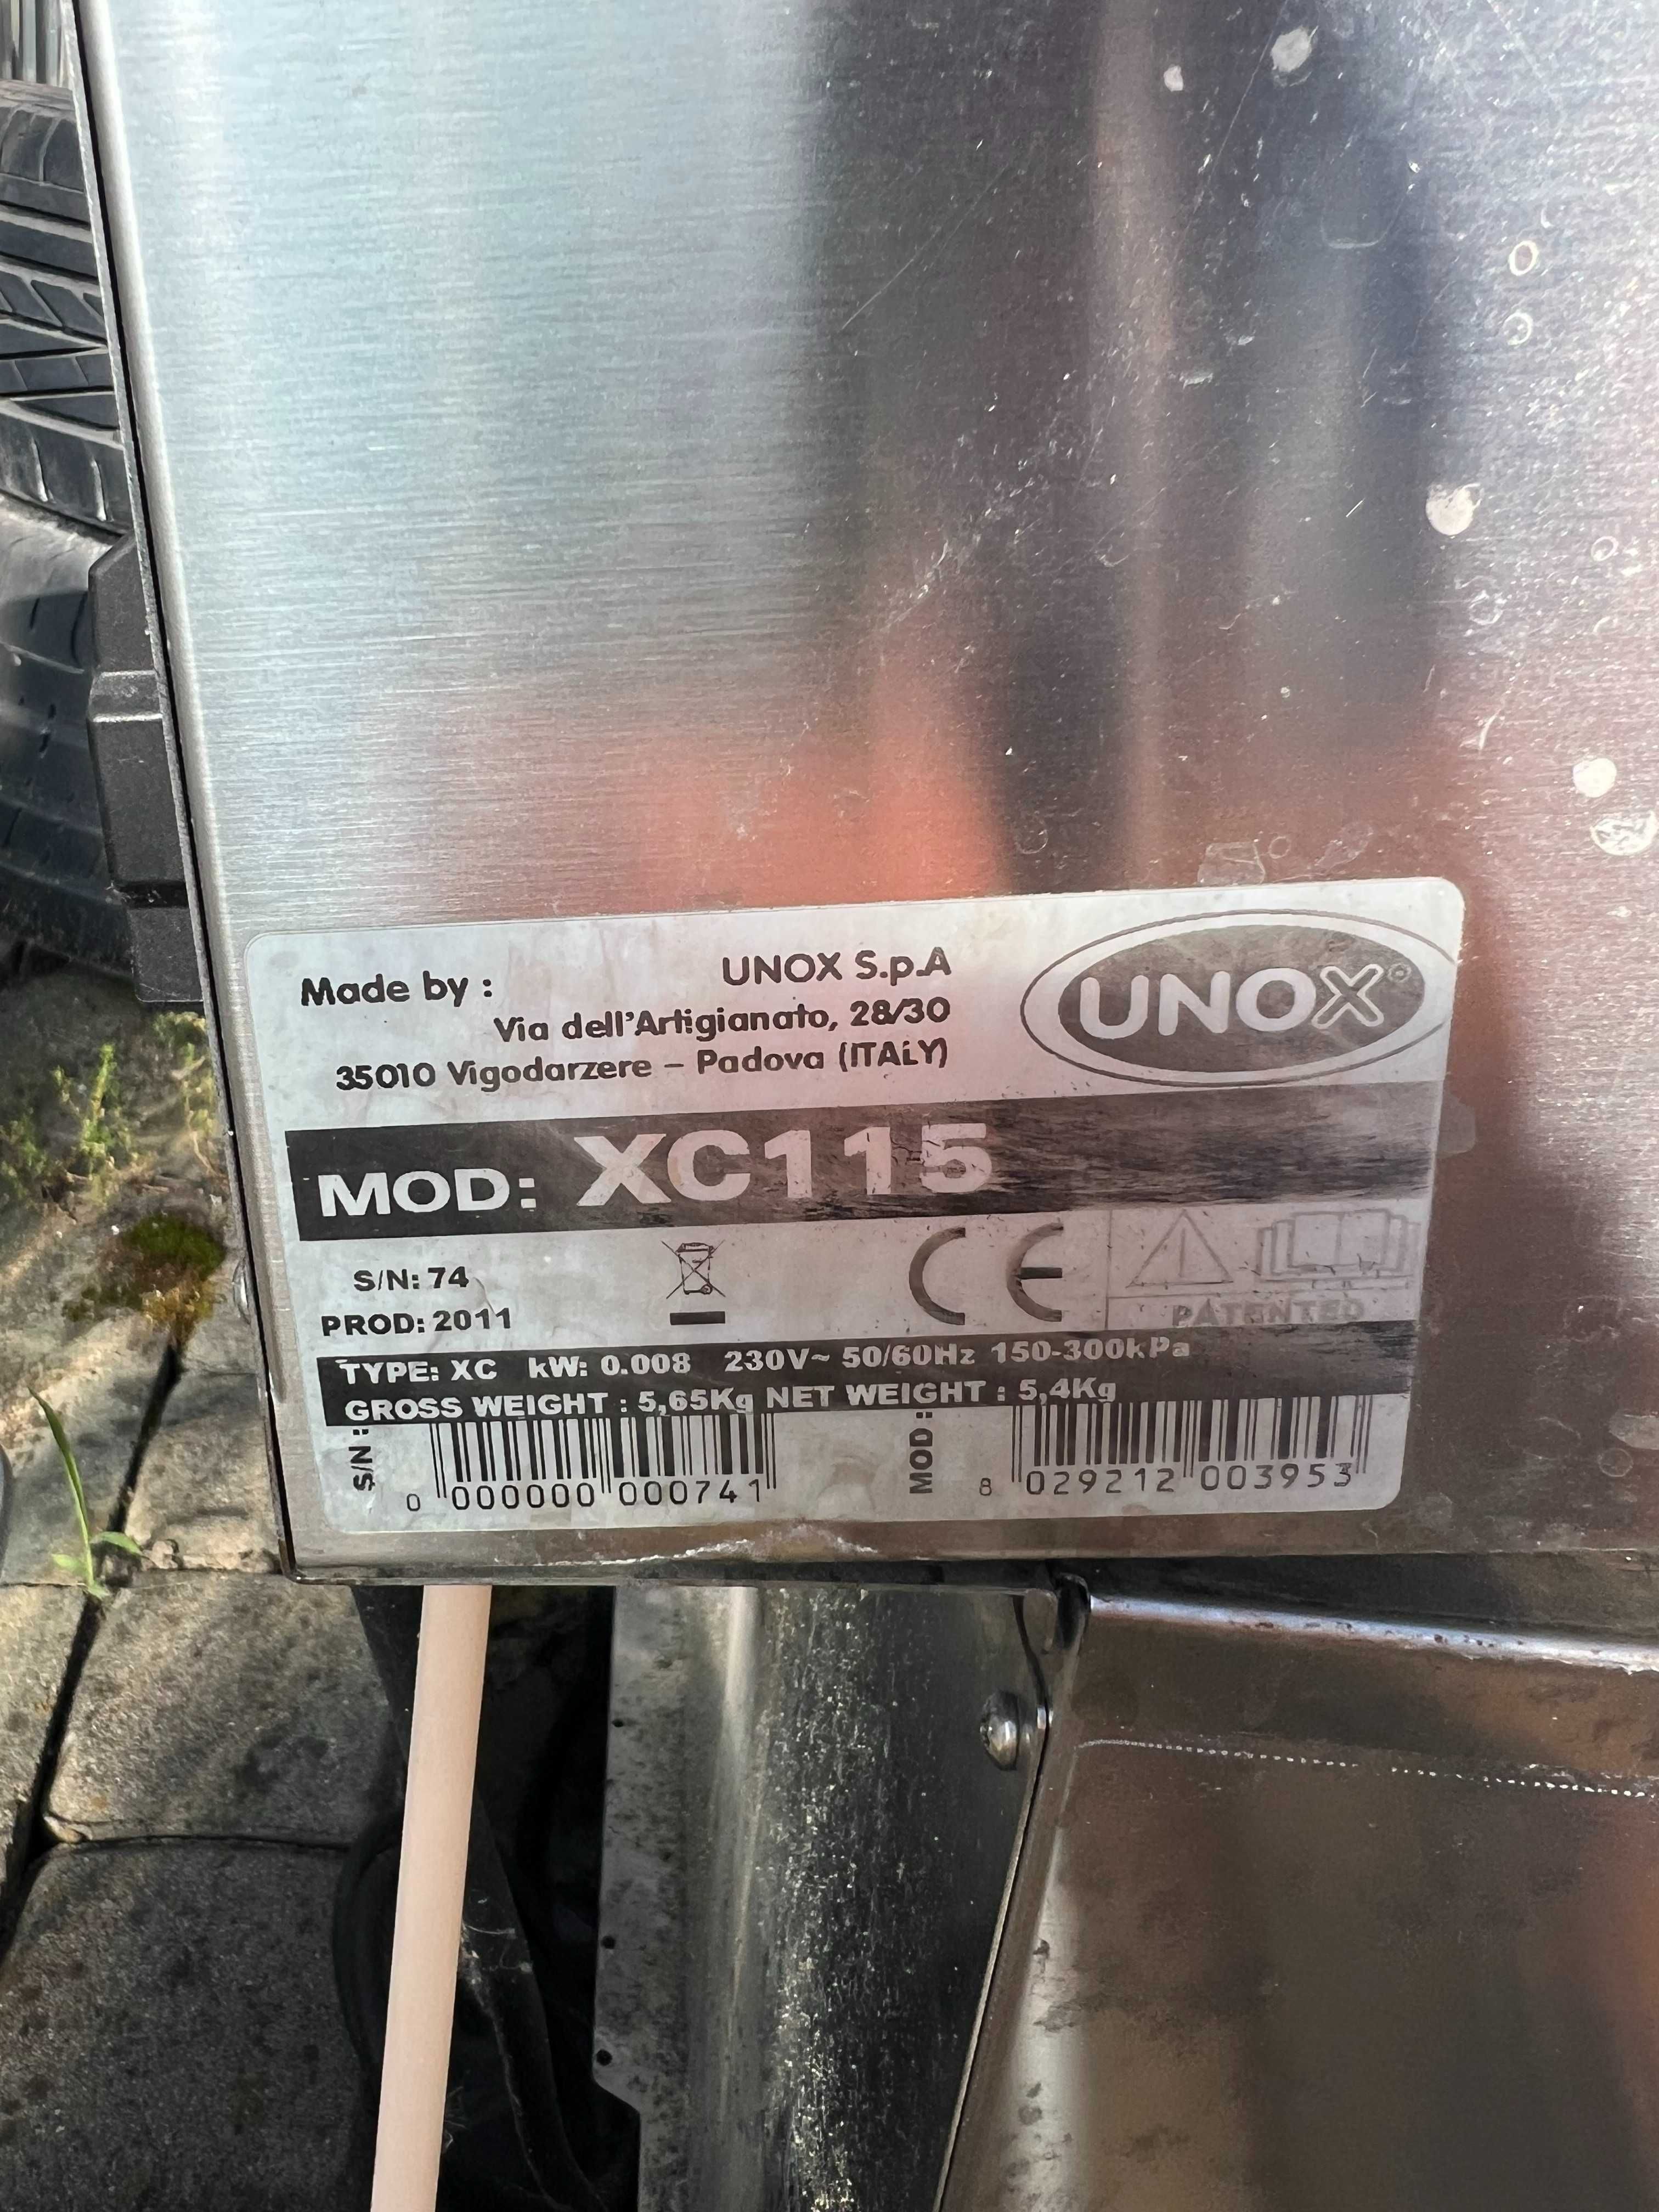 Made by :
UNOX S.p.A
Via dell'Artigianato, 28/30
35010 Vigodarzere – Padova (ITALY)
UNOX
MOD: XC115
S/N: 74
PROD: 2011
CE
PATENTED
TYPE: XC kW: 0.008 230V~ 50/60Hz 150-300kPa
GROSS WEIGHT : 5,65Kg NET WEIGHT : 5,4Kg
S/N :
0 000000 000741
MOD :
8 029212 003953